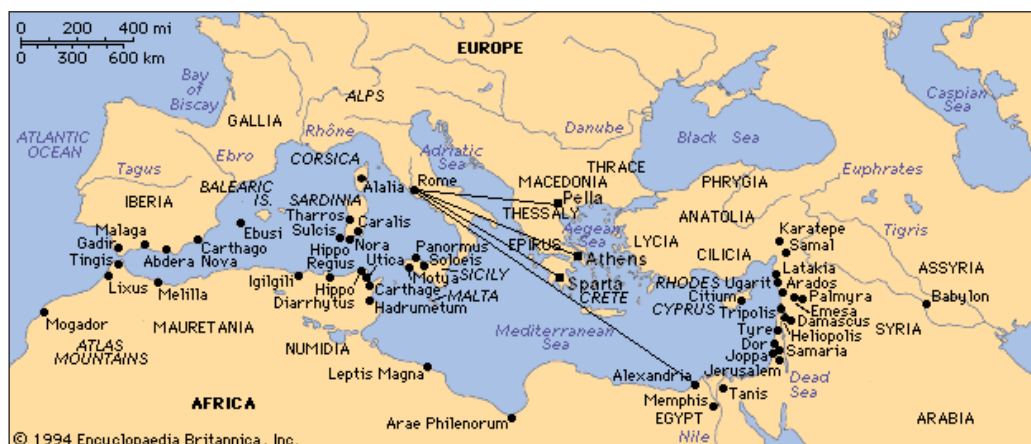 0 200 400 mi
0 300 600 km
EUROPE
Bay
of
Biscay
ALPS
Caspian
Sea
GALLIA
ATLANTIC
OCEAN
Rhône
Danube
Black Sea
Adriatic
Sea
Ebro
CORSICA
Tagus
THRACE
Euphrates
BALEARIC
IS.
Alalia
Rome
MACEDONIA
PHRYGIA
IBERIA
SARDINIA
Pella
THESSALY
ANATOLIA
Ebusi
Tharros
Sulcis
Caralis
Karatepe
Malaga
Aegean
Sea
LYCIA
Tigris
Gadir
Carthago
Nova
Hippo
Regius
Nora
Panormus
EPIRUS
Samal
Tingis
Abdera
Utica
Soloeis
Athens
CILICIA
ASSYRIA
Igilgili
Motya
SICILY
Sparta
Latakia
Lixus
Melilla
Hippo
Diarrhytus
Carthage
MALTA
CRETE
RHODES
Ugarit
Arados
Hadrumetum
Citium
CYPRUS
Palmyra
Babylon
Emesa
Mogador
MAURETANIA
Tripolis
Damascus
SYRIA
ATLAS
MOUNTAINS
Mediterranean
Sea
Tyre
Heliopolis
NUMIDIA
Dor
Samaria
Joppa
Leptis Magna
Jerusalem
Alexandria
Dead
Sea
Memphis
Tanis
AFRICA
EGYPT
Arae Philenorum
ARABIA
Nile
© 1994 Encyclopaedia Britannica, Inc.